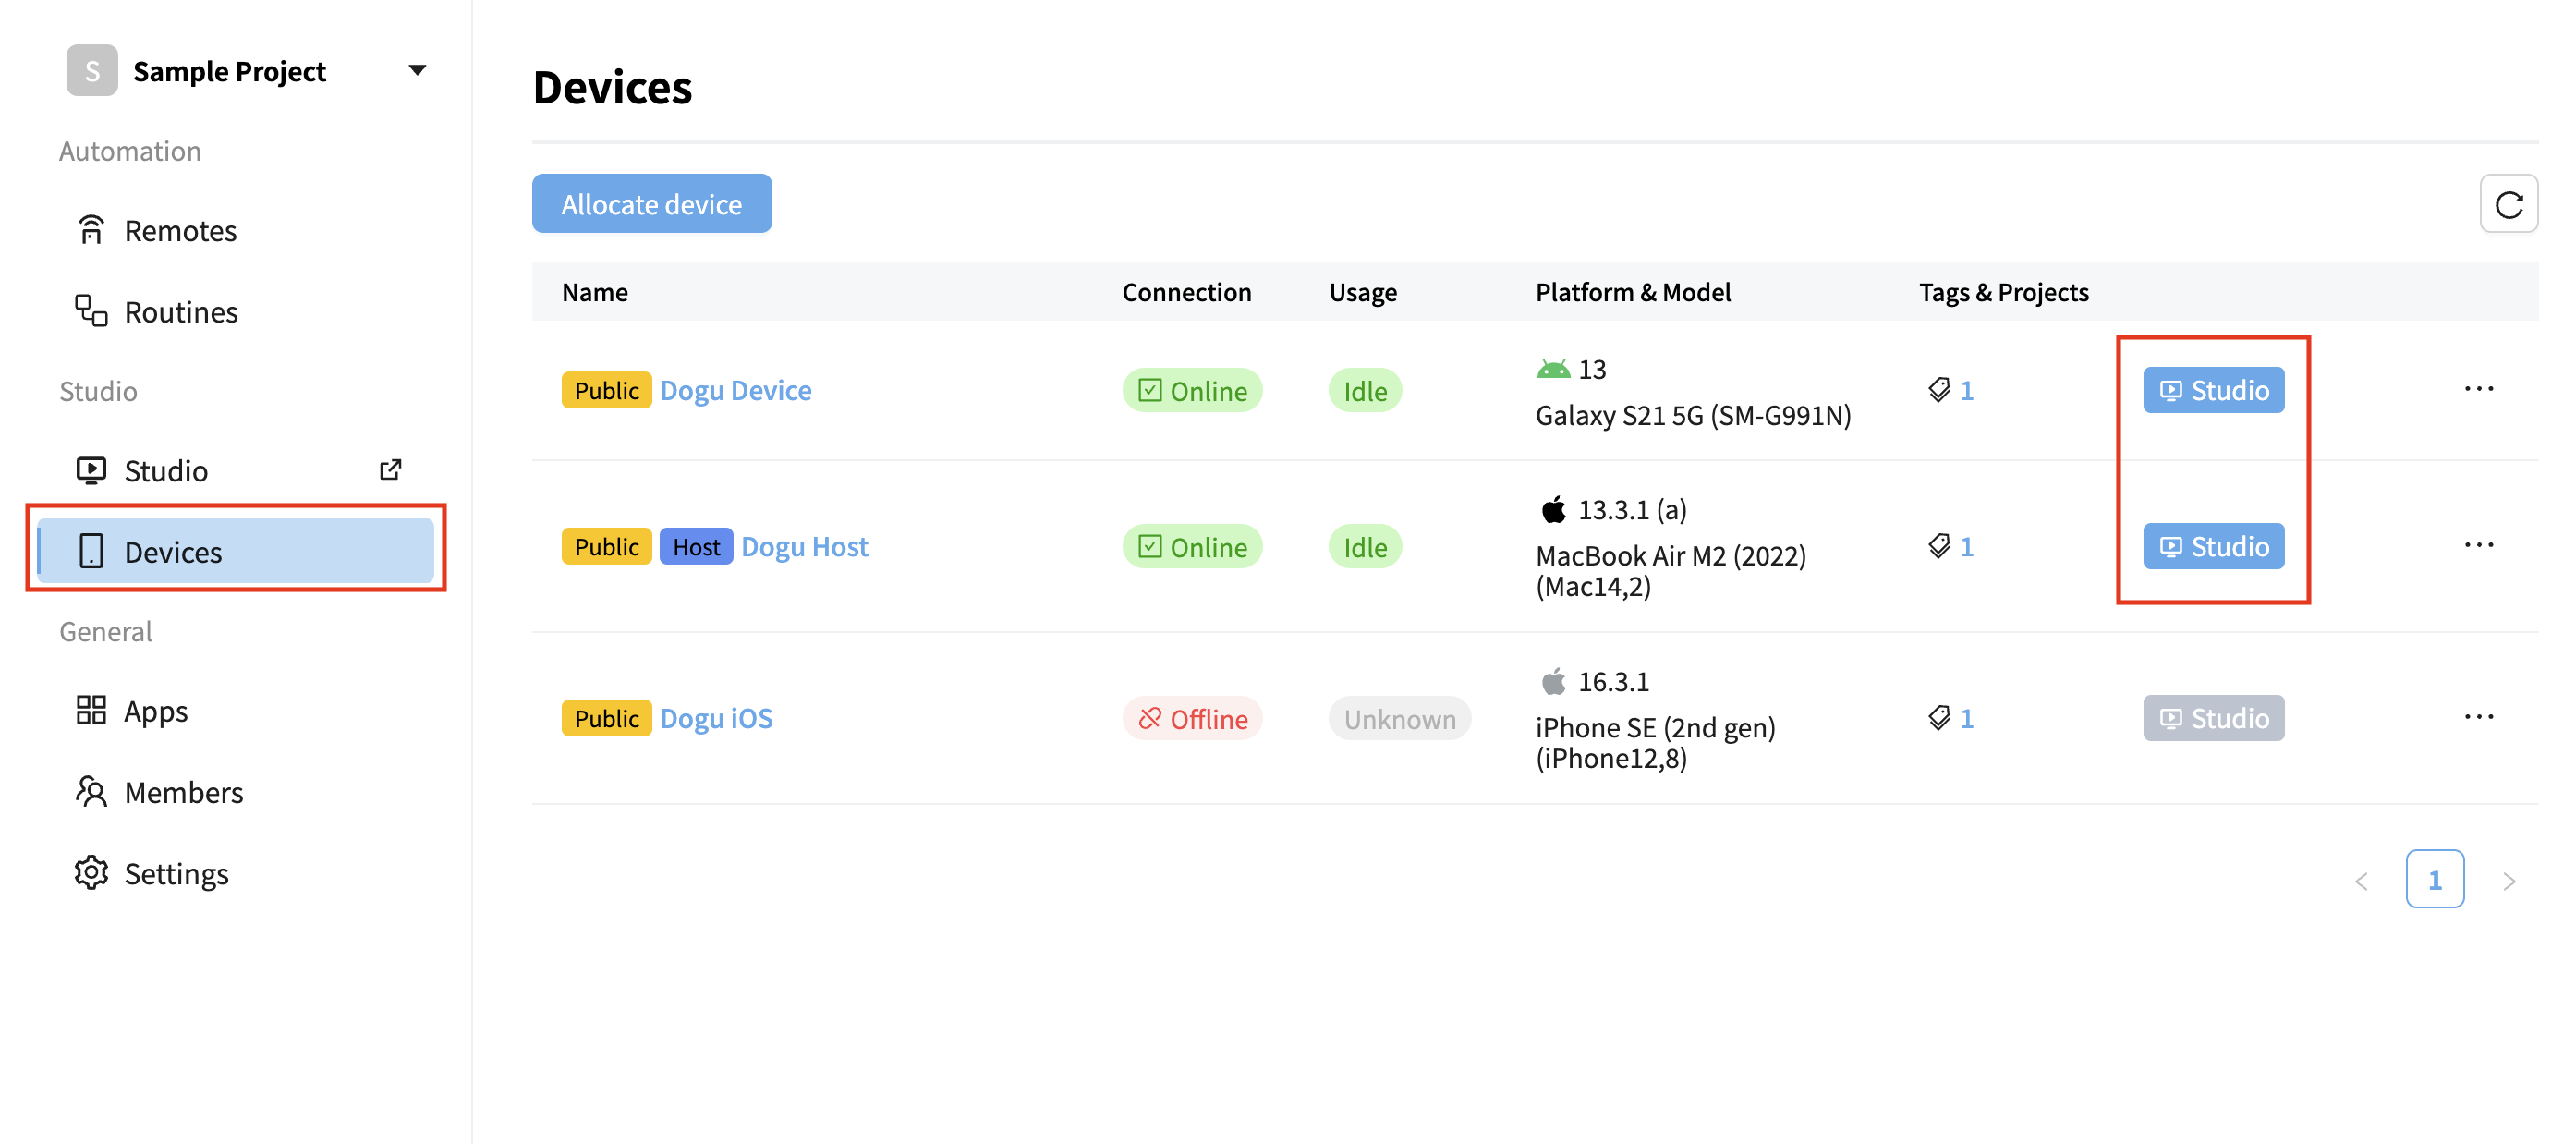 S Sample Project
Automation
Remotes
Routines
Studio
Studio
Devices
General
Apps
Members
Settings
Devices
Allocate device
Name Connection Usage Platform & Model Tags & Projects
Public Dogu Device Online Idle 13 1 Studio
Galaxy S21 5G (SM-G991N)
Public Host Dogu Host Online Idle 13.3.1 (a) 1 Studio
MacBook Air M2 (2022)
(Mac14,2)
Public Dogu iOS Offline Unknown 16.3.1 1 Studio
iPhone SE (2nd gen)
(iPhone12,8)
1